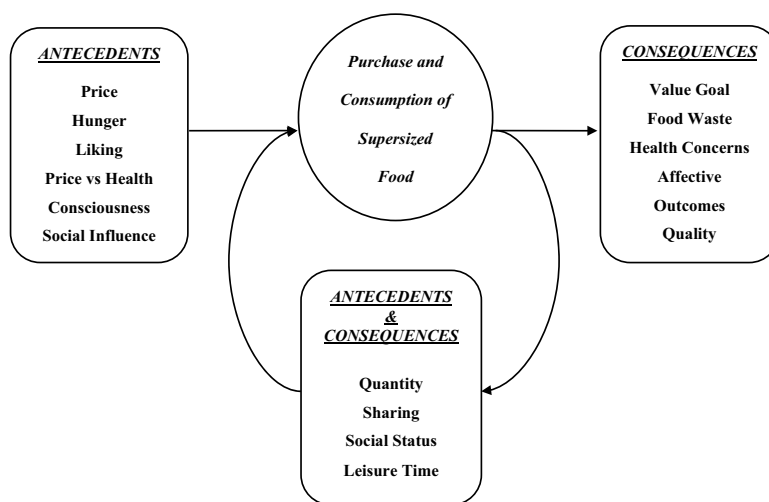 ANTECEDENTS
Price
Hunger
Liking
Price vs Health
Consciousness
Social Influence
Purchase and
Consumption of
Supersized
Food
CONSEQUENCES
Value Goal
Food Waste
Health Concerns
Affective
Outcomes
Quality
ANTECEDENTS
&
CONSEQUENCES
Quantity
Sharing
Social Status
Leisure Time